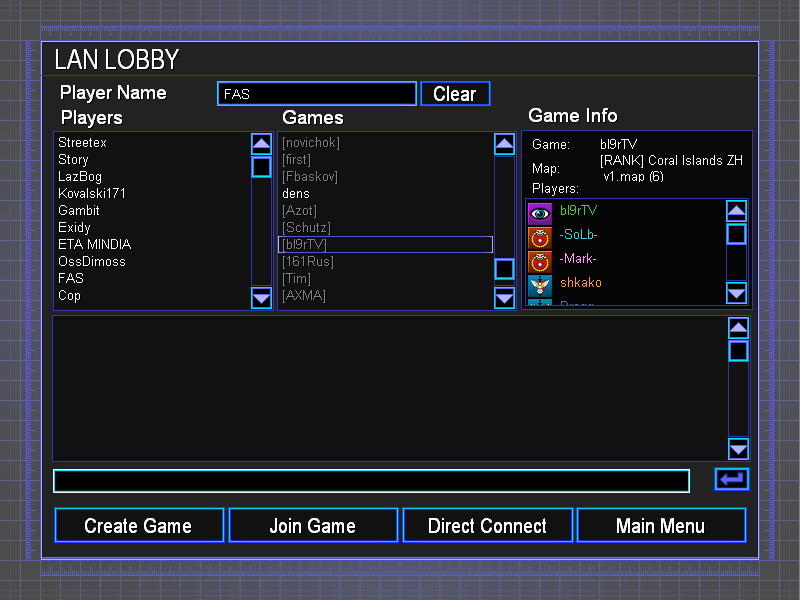 LAN LOBBY
Player Name
FAS
Clear
Players
Games
Game Info
Streetex
Story
LazBog
Kovalski171
Gambit
Exidy
ETA MINDIA
OssDimoss
FAS
Cop
[novichok]
[first]
[Fbaskov]
dens
[Azot]
[Schutz]
[bl9rTV]
[161Rus]
[Tim]
[AXMA]
Game: bl9rTV
Map: [RANK] Coral Islands ZH
v1.map (6)
Players:
bl9rTV
-SoLb-
-Mark-
shkako
Create Game
Join Game
Direct Connect
Main Menu